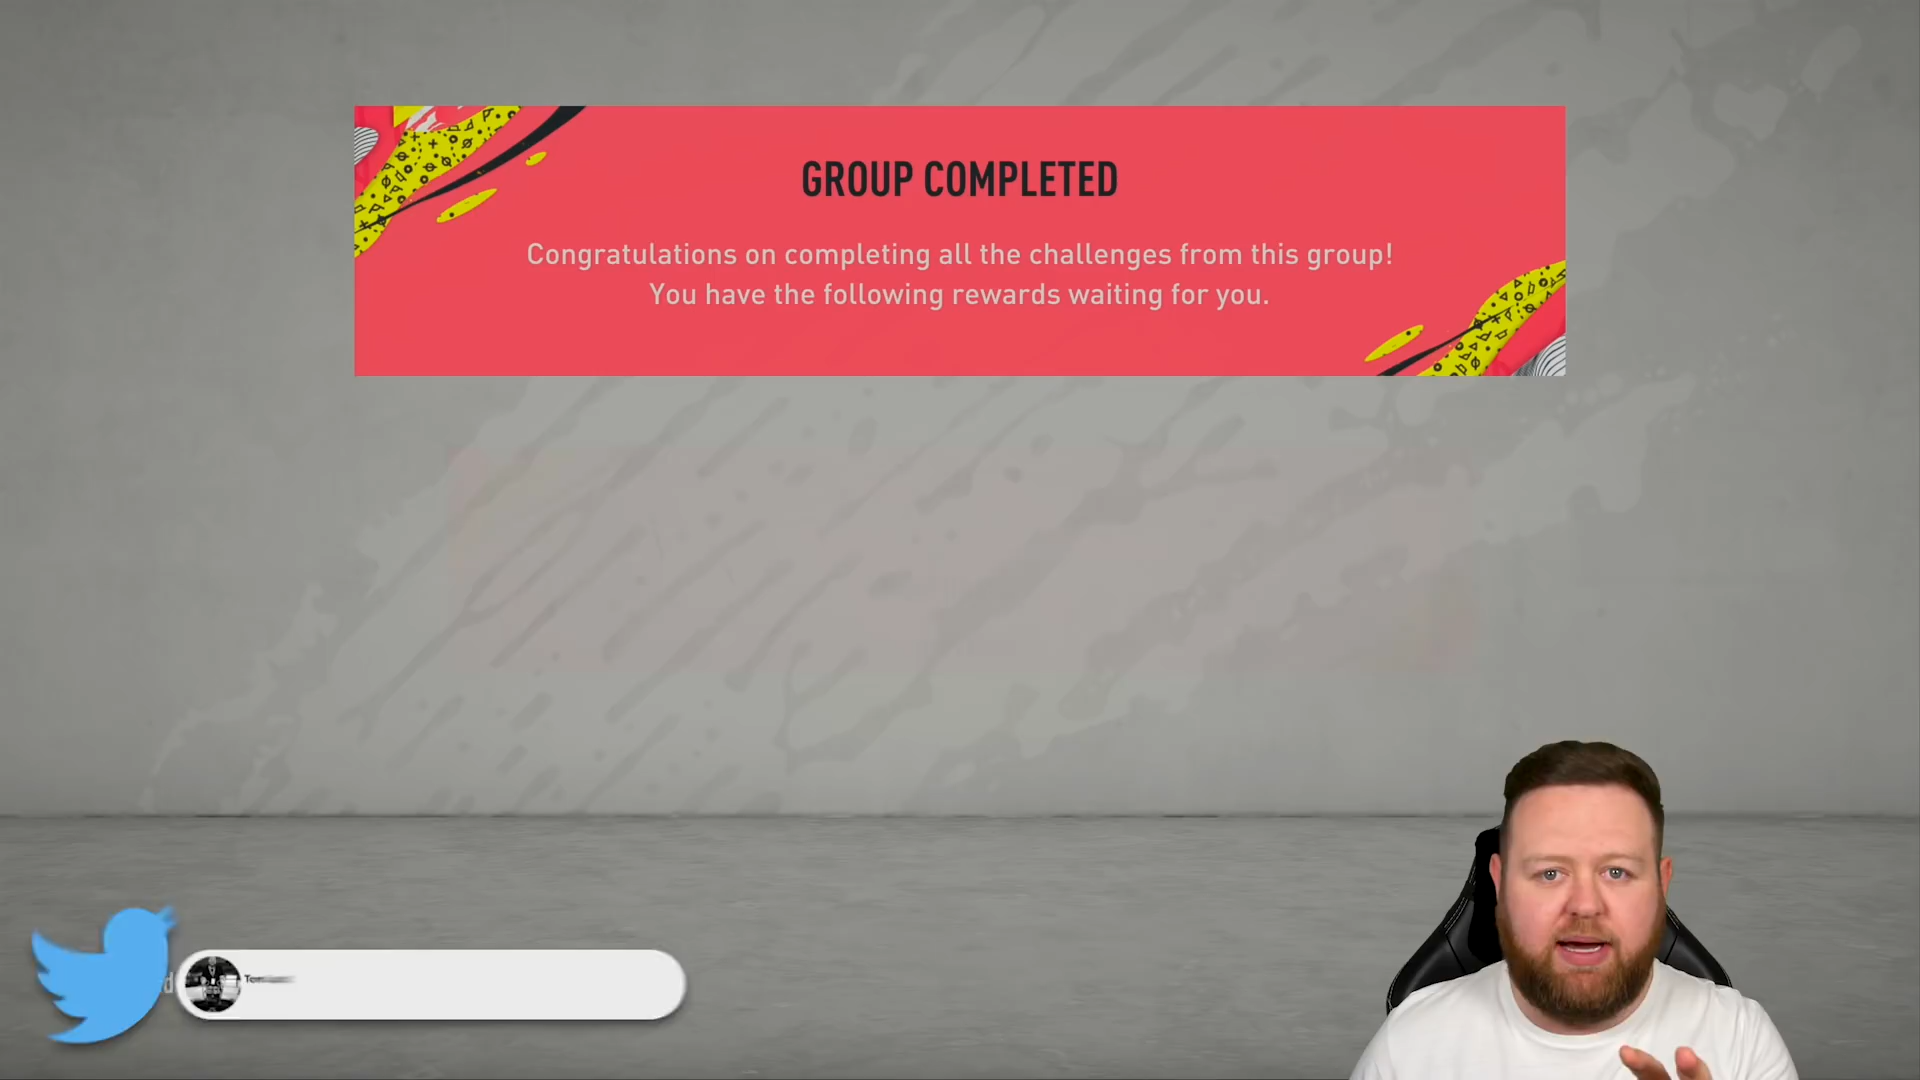 GROUP COMPLETED
Congratulations on completing all the challenges from this group!
You have the following rewards waiting for you.